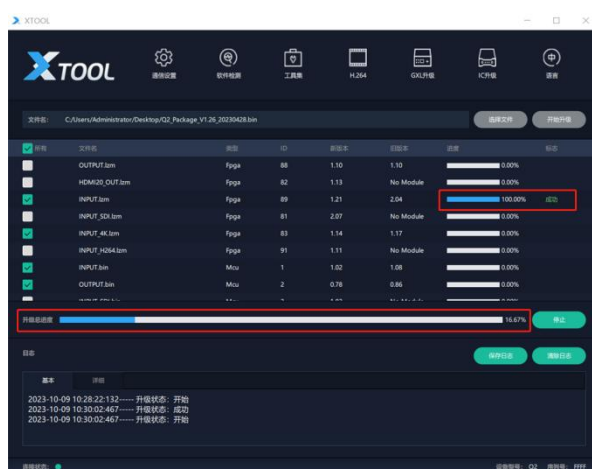 XTOOL
XTOOL
通信设置 软件检测 工具集 H.264 GXL升级 IC升级 语言
文件名: C:/Users/Administrator/Desktop/Q2_Package_V1.26_20230428.bin 选择文件 开始升级
所有 文件名 类型 ID 新版本 旧版本 进度 标志
OUTPUT.lzm Fpga 88 1.10 1.10 0.00%
HDMI20_OUT.lzm Fpga 82 1.13 No Module 0.00%
INPUT.lzm Fpga 89 1.21 2.04 100.00% 成功
INPUT_SDI.lzm Fpga 81 2.07 No Module 0.00%
INPUT_4K.lzm Fpga 83 1.14 1.17 0.00%
INPUT_H264.lzm Fpga 91 1.11 No Module 0.00%
INPUT.bin Mcu 1 1.02 1.08 0.00%
OUTPUT.bin Mcu 2 0.78 0.86 0.00%
升级总进度 16.67% 停止
日志 保存日志 清除日志
基本 详细
2023-10-09 10:28:22:132----- 升级状态: 开始
2023-10-09 10:30:02:467----- 升级状态: 成功
2023-10-09 10:30:02:467----- 升级状态: 开始
连接状态: 设备型号: Q2 序列号: FFFF